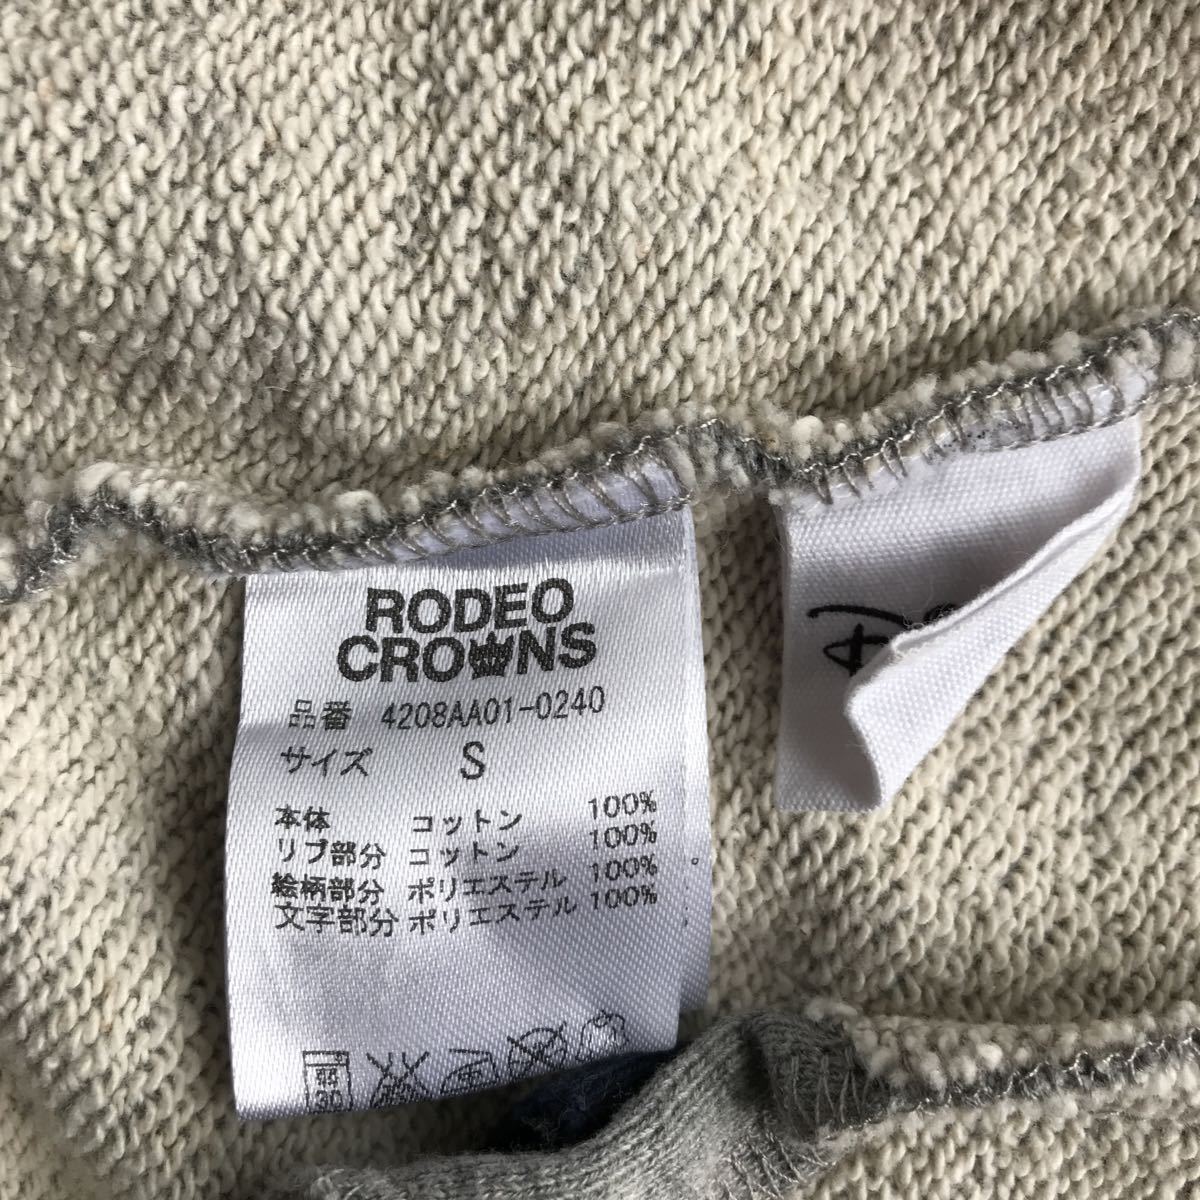 RODEO
CROWNS
品番 4208AA01-0240
サイズ S
本体 コットン 100%
リブ部分 コットン 100%
絵柄部分 ポリエステル 100%
文字部分 ポリエステル 100%